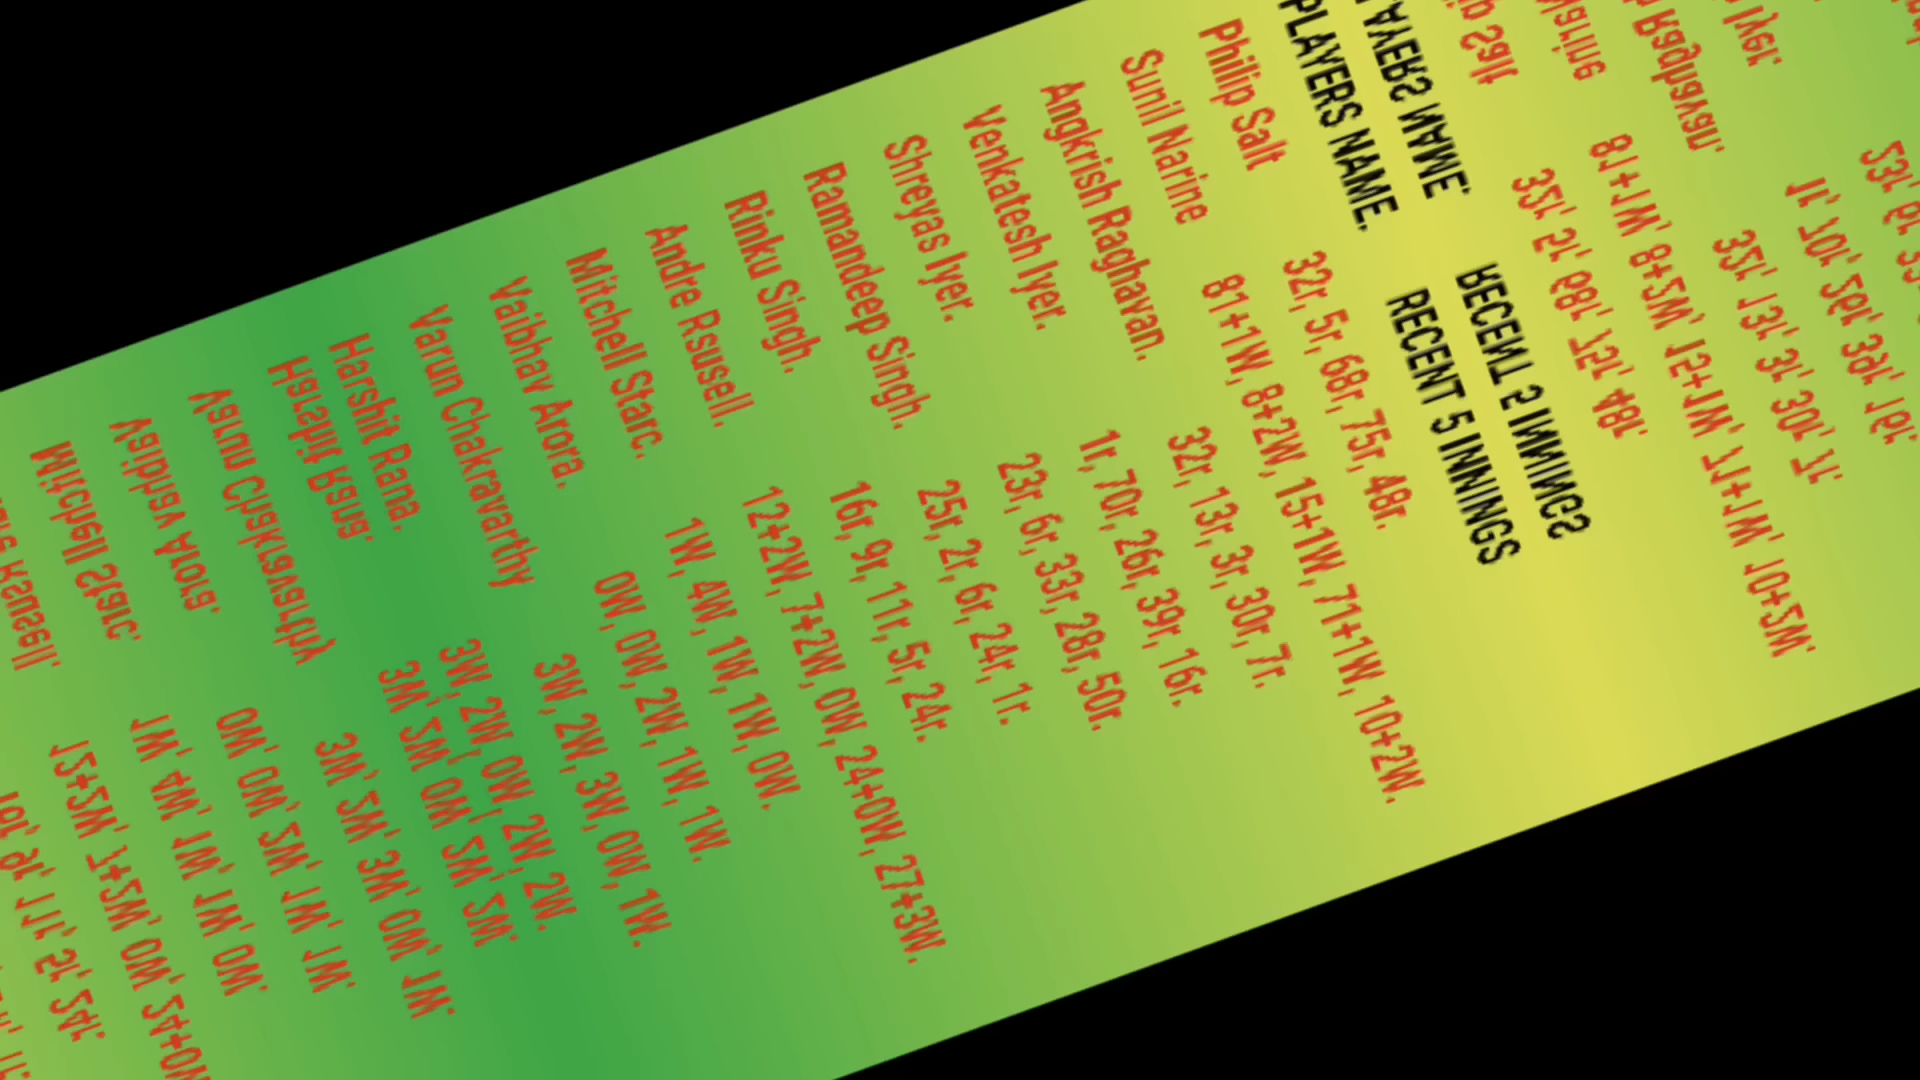 PLAYERS NAME. RECENT 5 INNINGS
Philip Salt 32r, 5r, 68r, 75r, 48r.
Sunil Narine 81+1W, 8+2W, 15+1W, 71+1W, 10+2W.
Angkrish Raghavan. 32r, 13r, 3r, 30r, 7r.
Venkatesh Iyer. 1r, 70r, 26r, 39r, 16r.
Shreyas Iyer. 23r, 6r, 33r, 28r, 50r.
Ramandeep Singh. 25r, 2r, 6r, 24r, 1r.
Rinku Singh. 16r, 9r, 11r, 5r, 24r.
Andre Rsusell. 12+2W, 7+2W, 0W, 24+0W, 27+3W.
Mitchell Starc. 1W, 4W, 1W, 1W, 0W.
Vaibhav Arora. 0W, 0W, 2W, 1W, 1W.
Varun Chakravarthy 3W, 2W, 3W, 0W, 1W.
Harshit Rana. 3W, 2W, 0W, 2W, 2W.